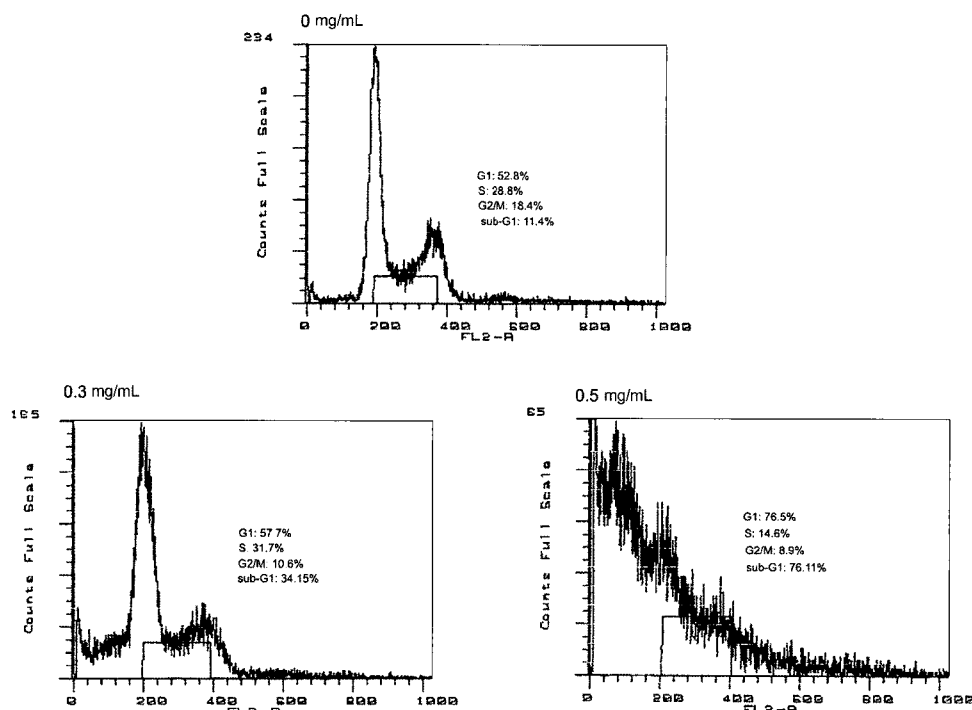 0 mg/mL
234
Counts Full Scale
G1: 52.8%
S: 28.8%
G2/M: 18.4%
sub-G1: 11.4%
0 200 400 600 800 1000
FL2-A
0.3 mg/mL
165
Counts Full Scale
G1: 57.7%
S. 31.7%
G2/M: 10.6%
sub-G1: 34.15%
0 200 400 600 800 1000
FL2-A
0.5 mg/mL
65
Counts Full Scale
G1: 76.5%
S: 14.6%
G2/M: 8.9%
sub-G1: 76.11%
0 200 400 600 800 1000
FL2-A